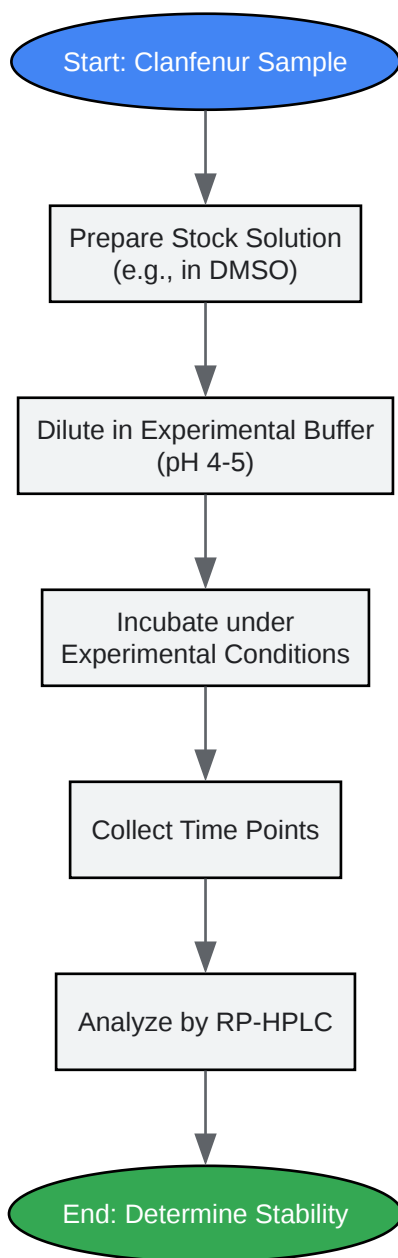 Start: Clanfenur Sample
Prepare Stock Solution
(e.g., in DMSO)
Dilute in Experimental Buffer
(pH 4-5)
Incubate under
Experimental Conditions
Collect Time Points
Analyze by RP-HPLC
End: Determine Stability